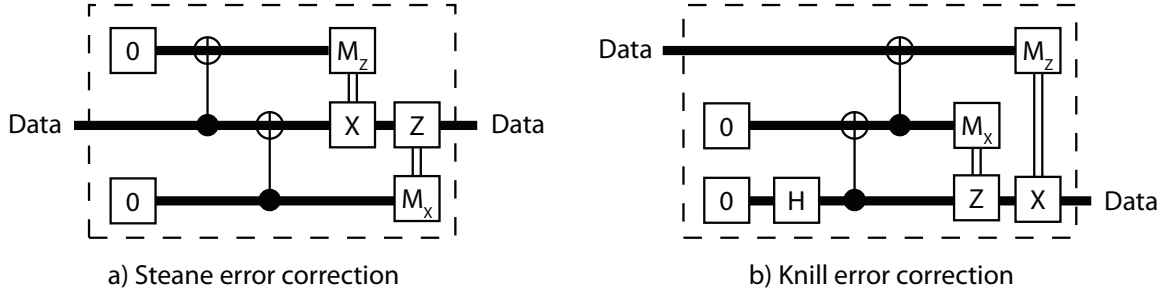 0 M_Z
Data X Z Data
0 M_X
a) Steane error correction
Data M_Z
0 M_X
0 H Z X Data
b) Knill error correction